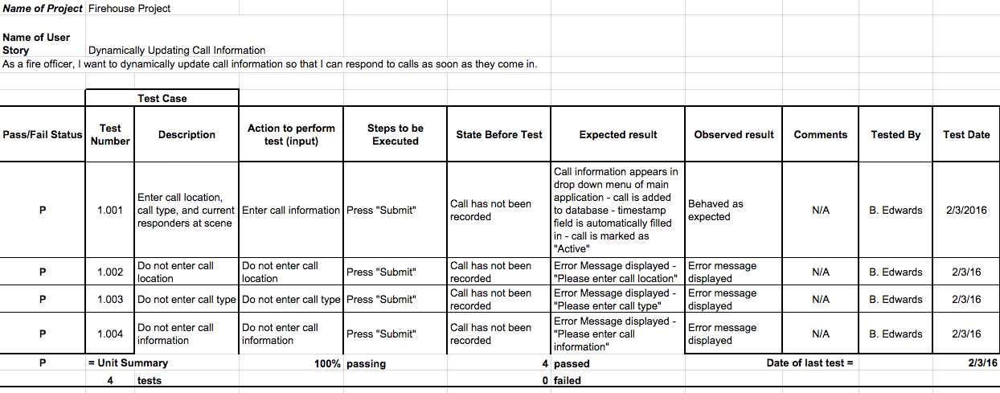 Name of Project Firehouse Project
Name of User
Story Dynamically Updating Call Information
As a fire officer, I want to dynamically update call information so that I can respond to calls as soon as they come in.
Test Case
Pass/Fail Status
Test
Number
Description
Action to perform
test (input)
Steps to be
Executed
State Before Test
Expected result
Observed result
Comments
Tested By
Test Date
P
1.001
Enter call location,
call type, and current
responders at scene
Enter call information
Press "Submit"
Call has not been
recorded
Call information appears in
drop down menu of main
application - call is added
to database - timestamp
field is automatically filled
in - call is marked as
"Active"
Behaved as
expected
N/A
B. Edwards
2/3/2016
P
1.002
Do not enter call
location
Do not enter call
location
Press "Submit"
Call has not been
recorded
Error Message displayed -
"Please enter call location"
Error message
displayed
N/A
B. Edwards
2/3/16
P
1.003
Do not enter call type
Do not enter call type
Press "Submit"
Call has not been
recorded
Error Message displayed -
"Please enter call type"
Error message
displayed
N/A
B. Edwards
2/3/16
P
1.004
Do not enter call
information
Do not enter call
information
Press "Submit"
Call has not been
recorded
Error Message displayed -
"Please enter call
information"
Error message
displayed
N/A
B. Edwards
2/3/16
P = Unit Summary 100% passing 4 passed Date of last test = 2/3/16
4 tests 0 failed